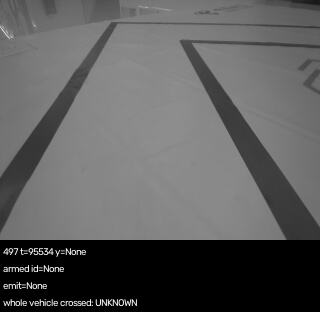 497 t=95534 y=None
armed id=None
emit=None
whole vehicle crossed: UNKNOWN